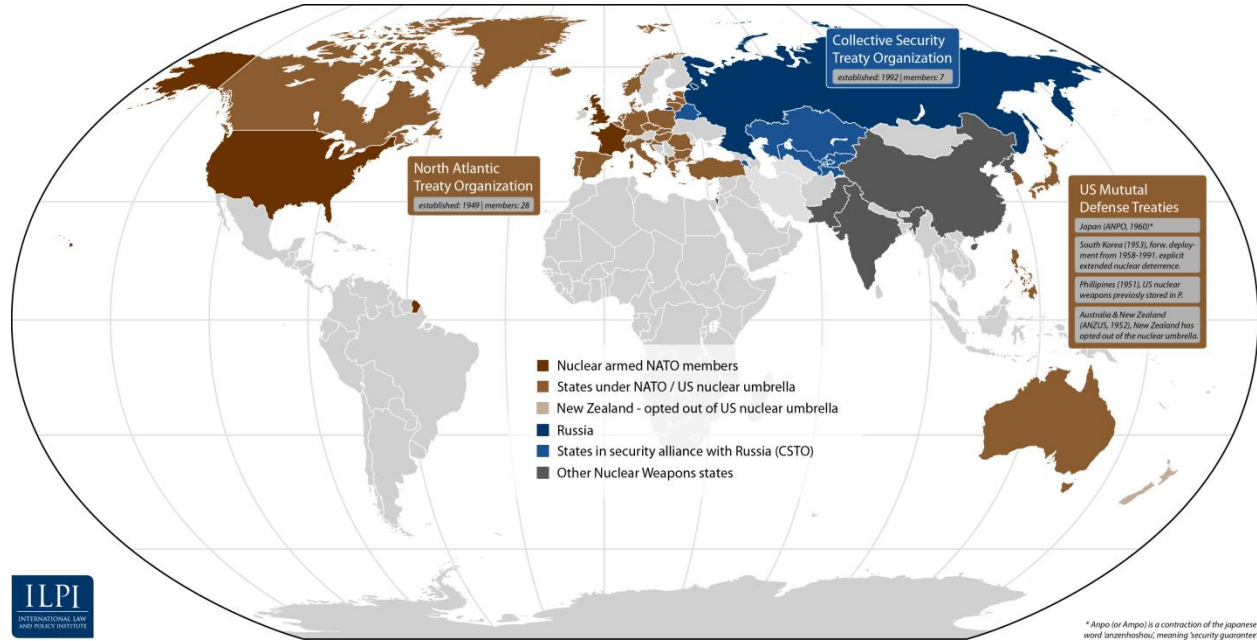 Collective Security
Treaty Organization
established: 1992 | members: 7
North Atlantic
Treaty Organization
established: 1949 | members: 28
US Mututal
Defense Treaties
Japan (ANPO, 1960)*
South Korea (1953), forw. deploy-
ment from 1958-1991. explicit
extended nuclear deterrence.
Phillipines (1951), US nuclear
weapons previosly stored in P.
Australia & New Zealand
(ANZUS, 1952), New Zealand has
opted out of the nuclear umbrella.
Nuclear armed NATO members
States under NATO / US nuclear umbrella
New Zealand - opted out of US nuclear umbrella
Russia
States in security alliance with Russia (CSTO)
Other Nuclear Weapons states
ILPI
INTERNATIONAL LAW
AND POLICY INSTITUTE
* Anpo (or Ampo) is a contraction of the japanese
word 'anzenhoshou', meaning 'security guarantee